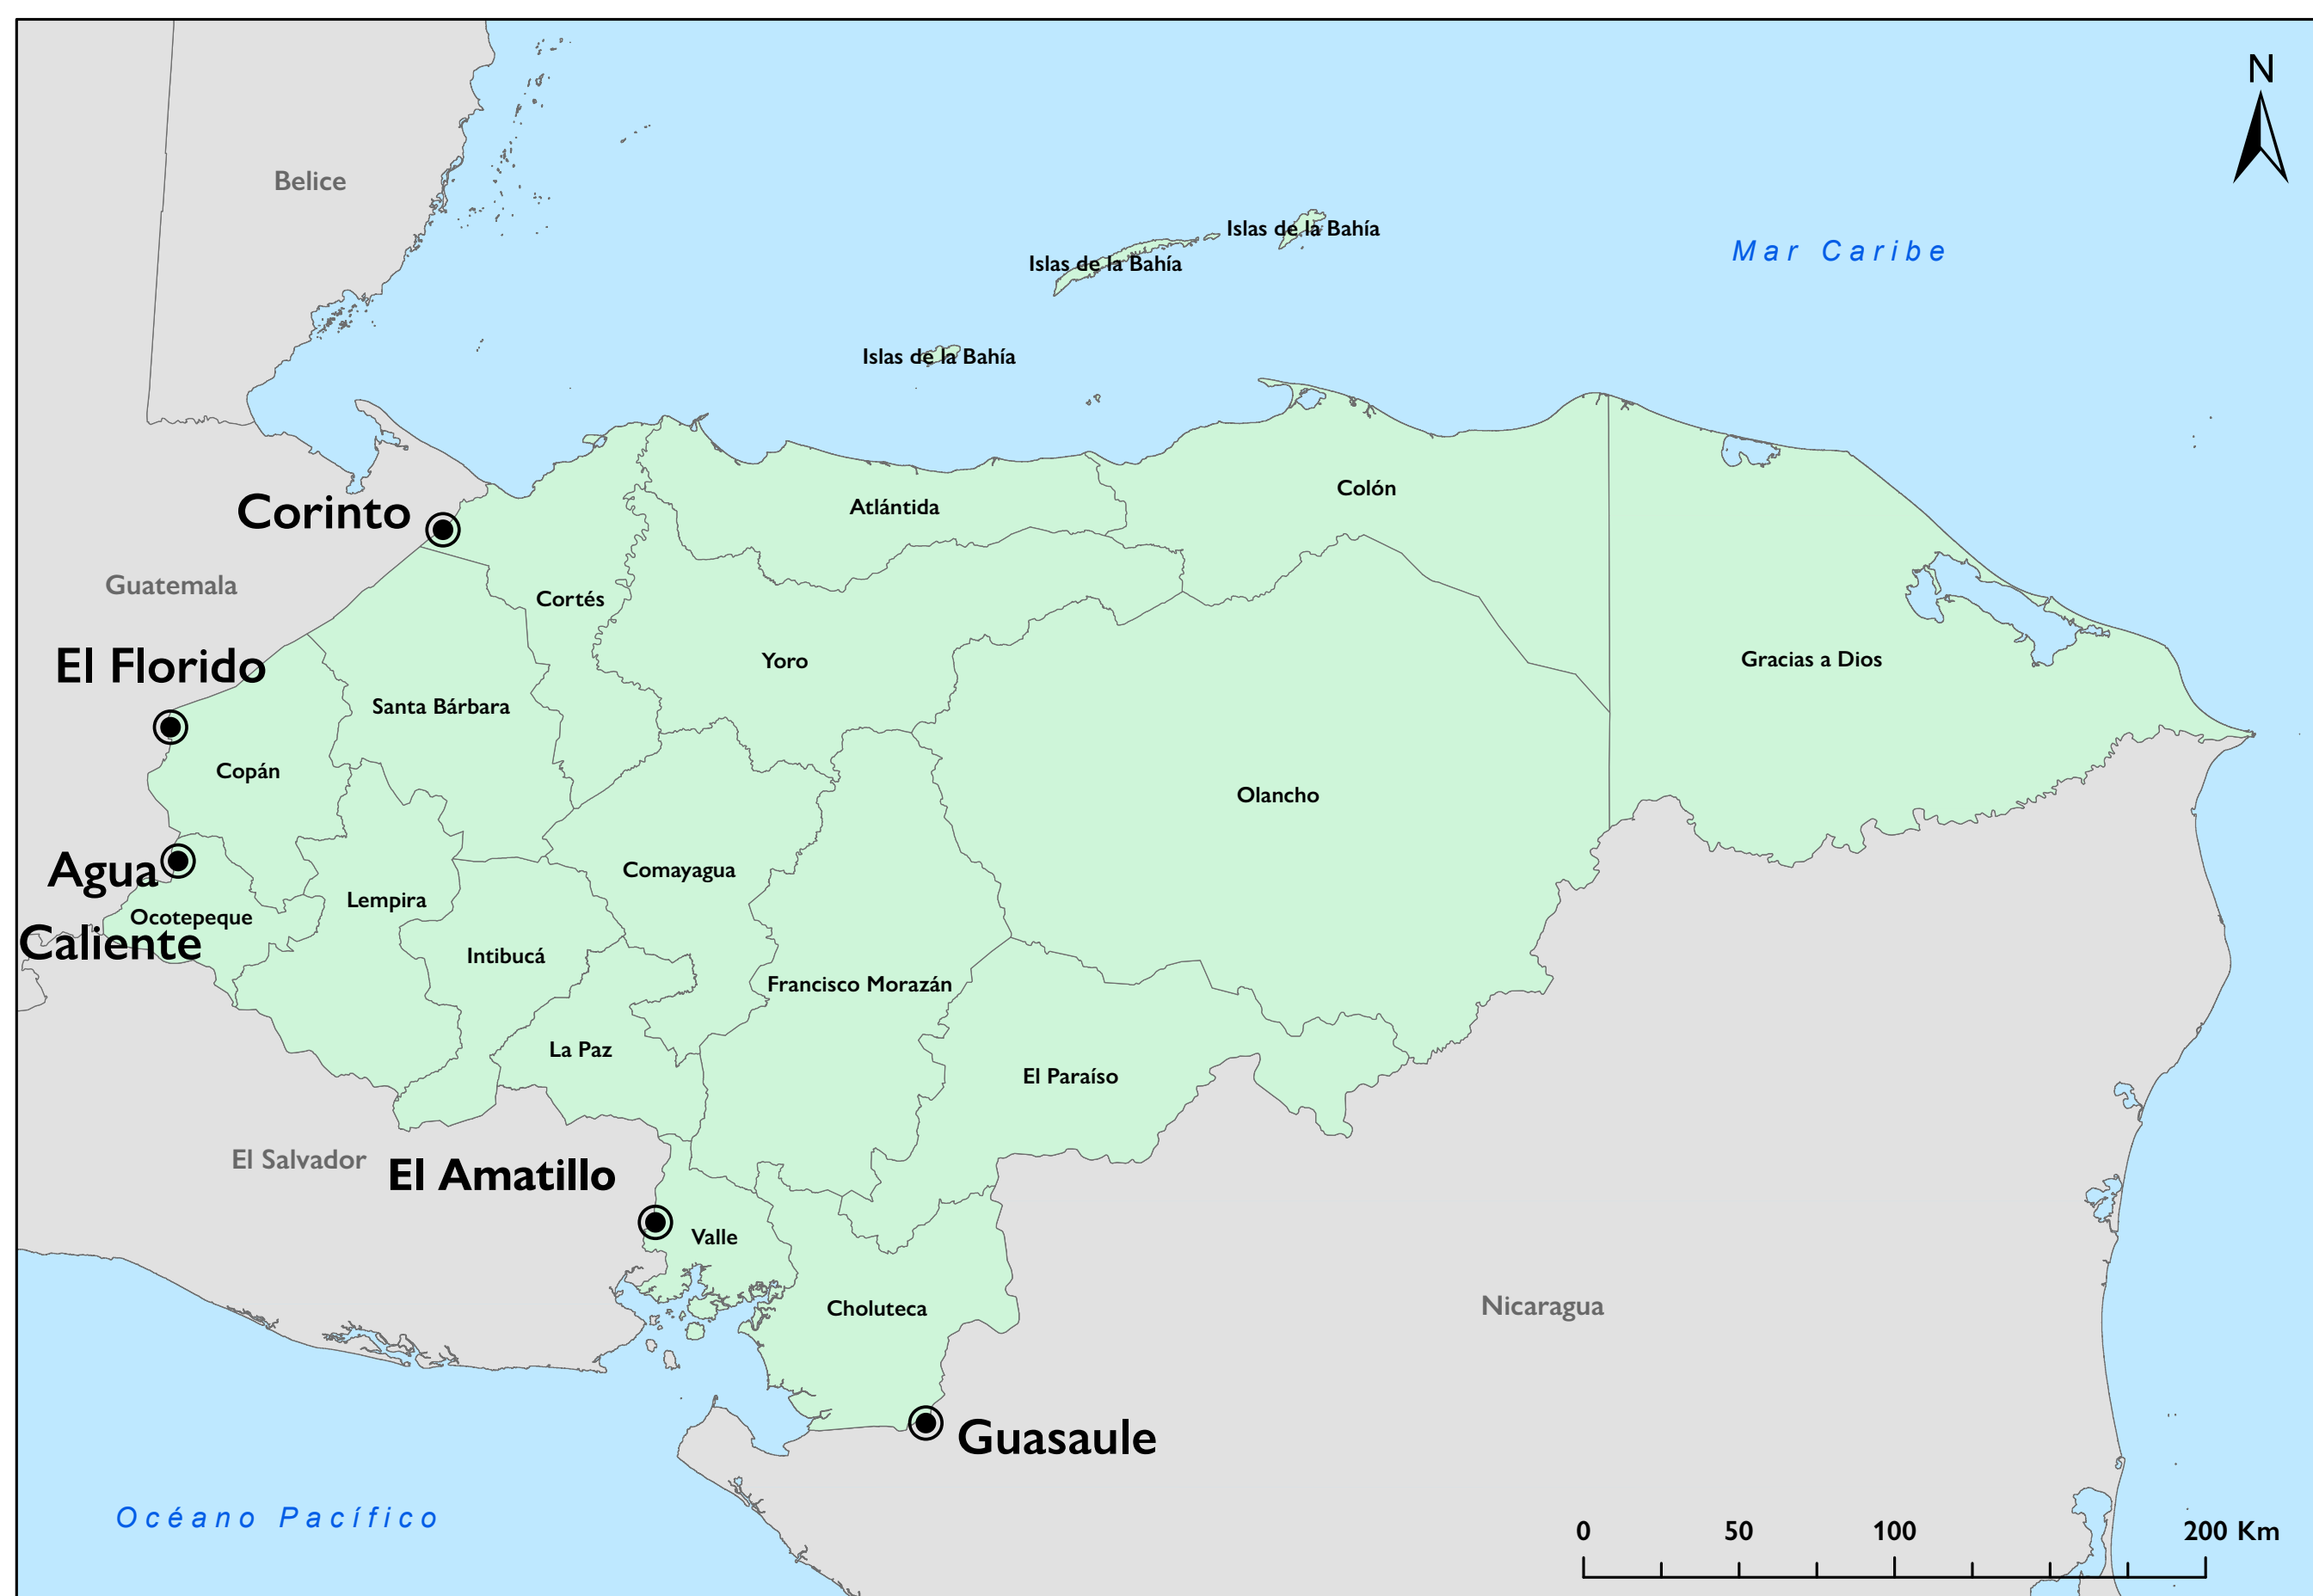 N
Belice
Islas de la Bahía
Mar Caribe
Islas de la Bahía
Islas de la Bahía
Colón
Atlántida
Corinto
Guatemala
Cortés
El Florido
Yoro
Gracias a Dios
Santa Bárbara
Copán
Olancho
Agua
Caliente
Comayagua
Lempira
Ocotepeque
Intibucá
Francisco Morazán
La Paz
El Paraíso
El Salvador
El Amatillo
Valle
Choluteca
Nicaragua
Guasaule
Océano Pacífico
0 50 100 200 Km